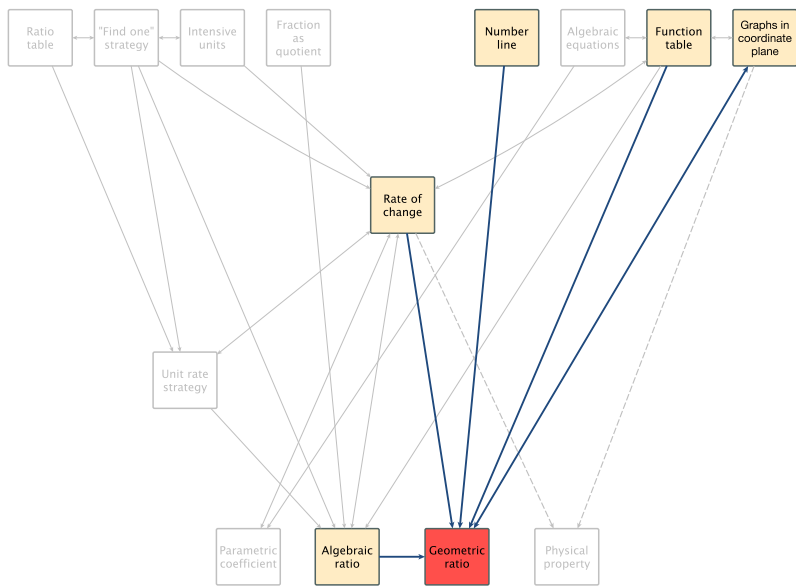 Ratio
table
"Find one"
strategy
Intensive
units
Fraction
as
quotient
Number
line
Algebraic
equations
Function
table
Graphs in
coordinate
plane
Rate of
change
Unit rate
strategy
Parametric
coefficient
Algebraic
ratio
Geometric
ratio
Physical
property